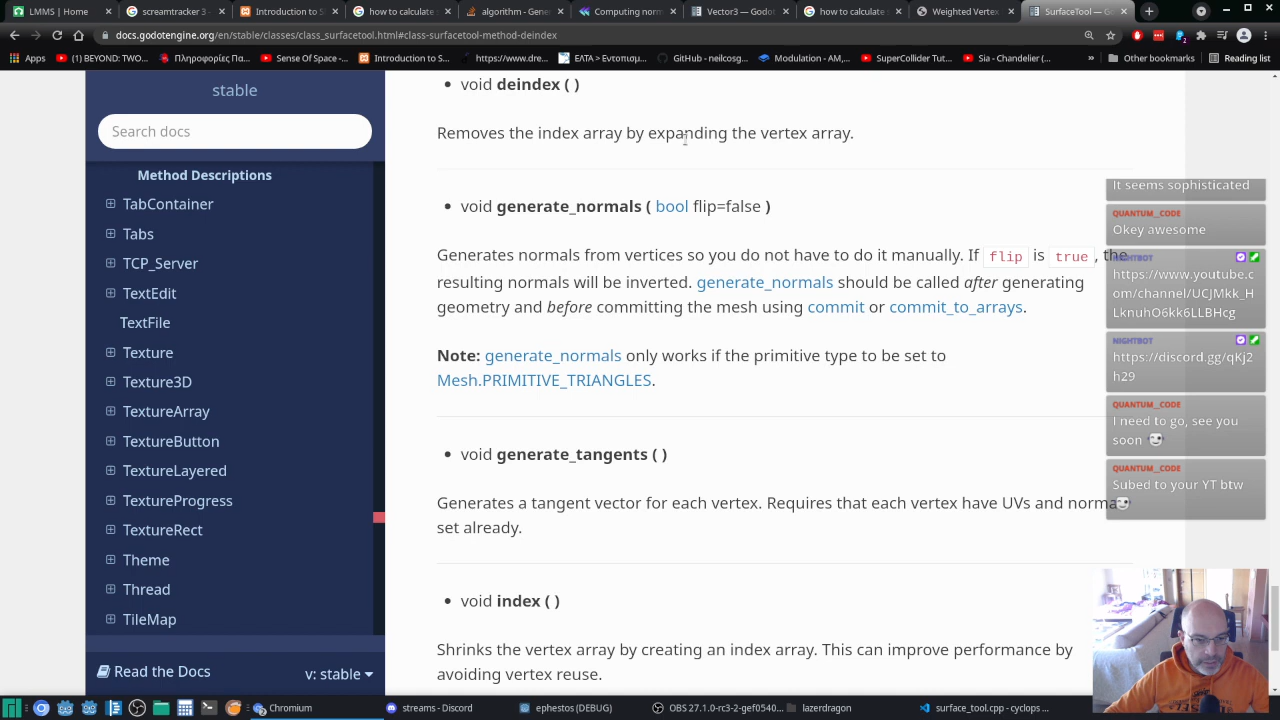 LMMS | Home
screamtracker 3 -
Introduction to S
how to calculate
algorithm - Gene
Computing norm
Vector3 — Godot
how to calculate
Weighted Vertex
SurfaceTool — Go
docs.godotengine.org/en/stable/classes/class_surfacetool.html#class-surfacetool-method-deindex
Apps
(1) BEYOND: TWO...
Πληροφορίες Πα...
Sense Of Space -...
Introduction to S...
https://www.dre...
ΕΛΤΑ > Εντοπισμ...
GitHub - neilcosg...
Modulation - AM,...
SuperCollider Tut...
Sia - Chandelier (...
»
Other bookmarks
Reading list
stable
Search docs
Method Descriptions
TabContainer
Tabs
TCP_Server
TextEdit
TextFile
Texture
Texture3D
TextureArray
TextureButton
TextureLayered
TextureProgress
TextureRect
Theme
Thread
TileMap
Read the Docs
v: stable
void deindex ( )
Removes the index array by expanding the vertex array.
void generate_normals ( bool flip=false )
Generates normals from vertices so you do not have to do it manually. If flip is true, the
resulting normals will be inverted. generate_normals should be called after generating
geometry and before committing the mesh using commit or commit_to_arrays.
Note: generate_normals only works if the primitive type to be set to
Mesh.PRIMITIVE_TRIANGLES.
void generate_tangents ( )
Generates a tangent vector for each vertex. Requires that each vertex have UVs and norma
set already.
void index ( )
Shrinks the vertex array by creating an index array. This can improve performance by
avoiding vertex reuse.
It seems sophisticated
QUANTUM__CODE
Okey awesome
NIGHTBOT
https://www.youtube.c
om/channel/UCJMkk_H
LknuhO6kk6LLBHcg
NIGHTBOT
https://discord.gg/qKj2
h29
QUANTUM__CODE
I need to go, see you
soon
QUANTUM__CODE
Subed to your YT btw
Chromium
streams - Discord
ephestos (DEBUG)
OBS 27.1.0-rc3-2-gef0540...
lazerdragon
surface_tool.cpp - cyclops ...